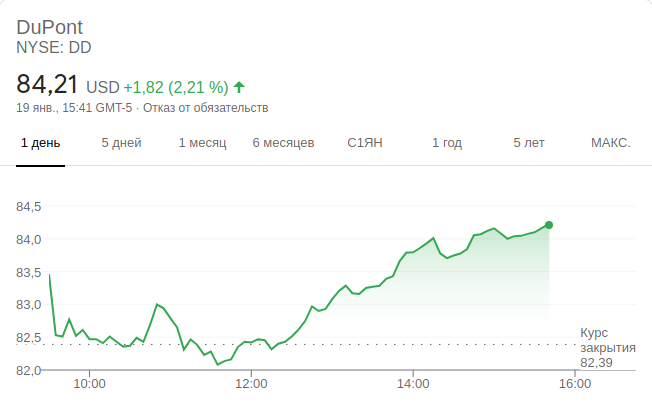 DuPont
NYSE: DD
84,21 USD +1,82 (2,21 %)
19 янв., 15:41 GMT-5 · Отказ от обязательств
1 день 5 дней 1 месяц 6 месяцев С1ЯН 1 год 5 лет МАКС.
84,5
84,0
83,5
83,0
82,5
82,0
Курс
закрытия
82,39
10:00 12:00 14:00 16:00